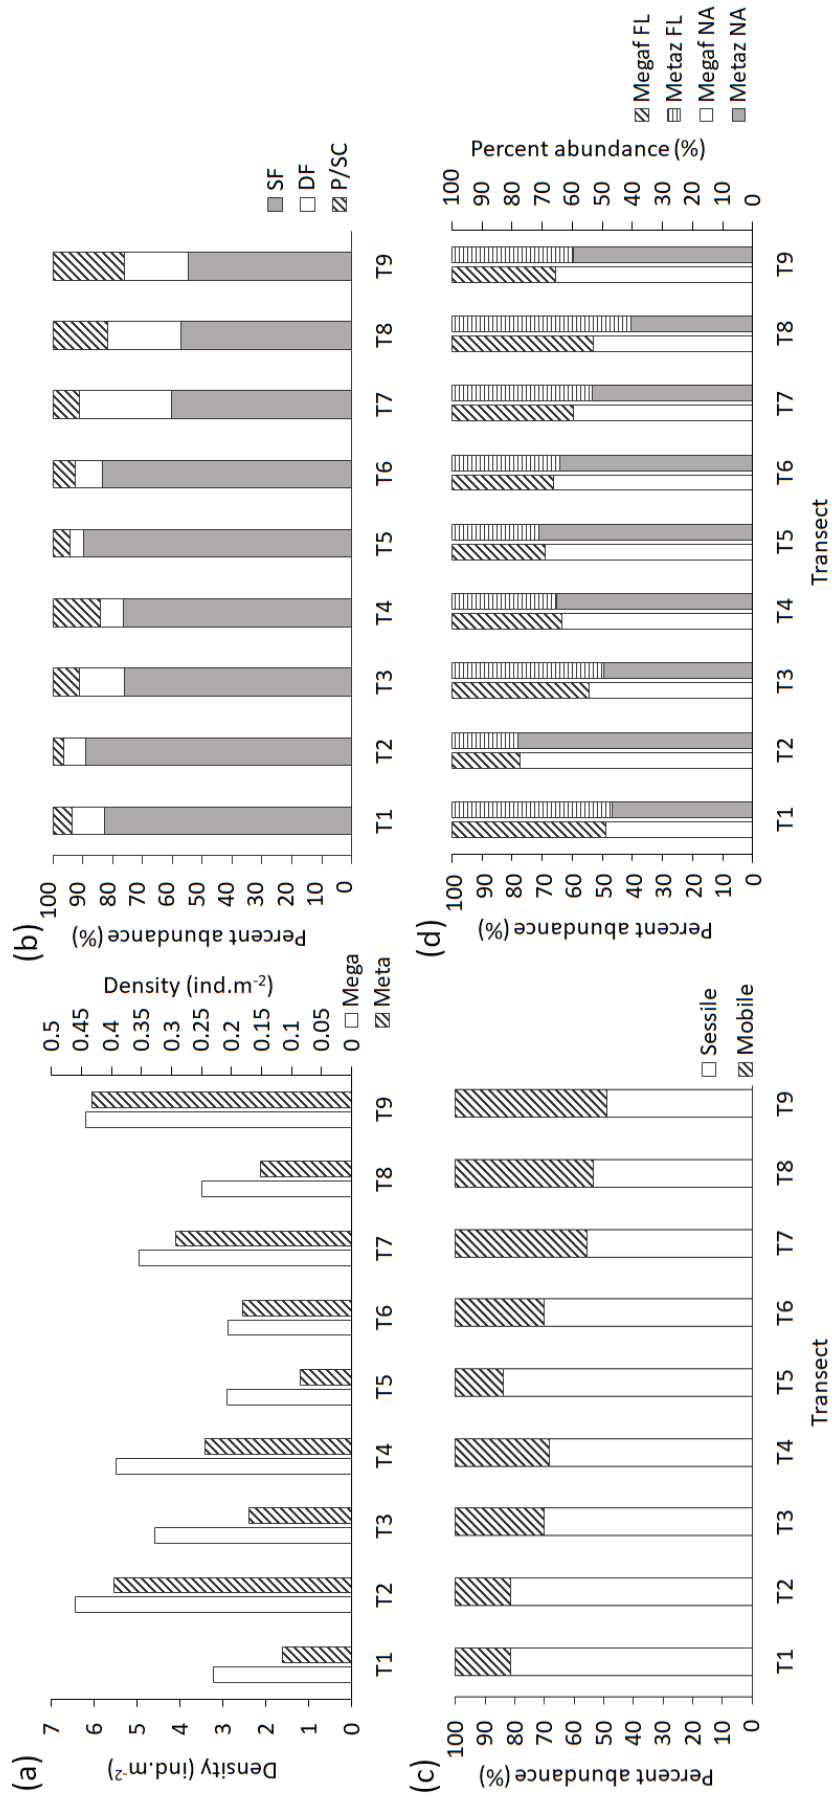 (a)
Density (ind.m-2)
7
6
5
4
3
2
1
0
T1
T2
T3
T4
T5
T6
T7
T8
T9
0.5
0.45
0.4
0.35
0.3
0.25
0.2
0.15
0.1
0.05
0
Density (ind.m-2)
Mega
Meta
(b)
Percent abundance (%)
100
90
80
70
60
50
40
30
20
10
0
T1
T2
T3
T4
T5
T6
T7
T8
T9
SF
DF
P/SC
(c)
Percent abundance (%)
100
90
80
70
60
50
40
30
20
10
0
T1
T2
T3
T4
T5
T6
T7
T8
T9
Transect
Sessile
Mobile
(d)
Percent abundance (%)
100
90
80
70
60
50
40
30
20
10
0
T1
T2
T3
T4
T5
T6
T7
T8
T9
Transect
100
90
80
70
60
50
40
30
20
10
0
Percent abundance (%)
Megaf FL
Metaz FL
Megaf NA
Metaz NA